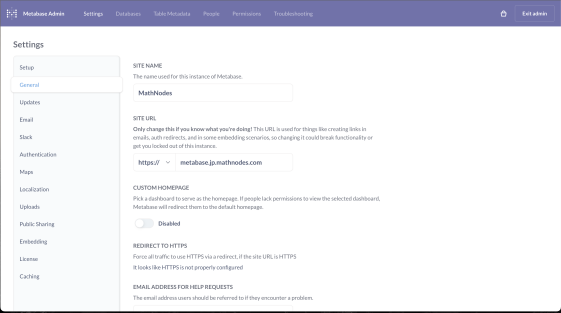 Metabase Admin
Settings
Databases
Table Metadata
People
Permissions
Troubleshooting
Exit admin
Settings
Setup
General
Updates
Email
Slack
Authentication
Maps
Localization
Uploads
Public Sharing
Embedding
License
Caching
SITE NAME
The name used for this instance of Metabase.
MathNodes
SITE URL
Only change this if you know what you're doing! This URL is used for things like creating links in
emails, auth redirects, and in some embedding scenarios, so changing it could break functionality or
get you locked out of this instance.
https://
metabase.jp.mathnodes.com
CUSTOM HOMEPAGE
Pick a dashboard to serve as the homepage. If people lack permissions to view the selected dashboard,
Metabase will redirect them to the default homepage.
Disabled
REDIRECT TO HTTPS
Force all traffic to use HTTPS via a redirect, if the site URL is HTTPS
It looks like HTTPS is not properly configured
EMAIL ADDRESS FOR HELP REQUESTS
The email address users should be referred to if they encounter a problem.